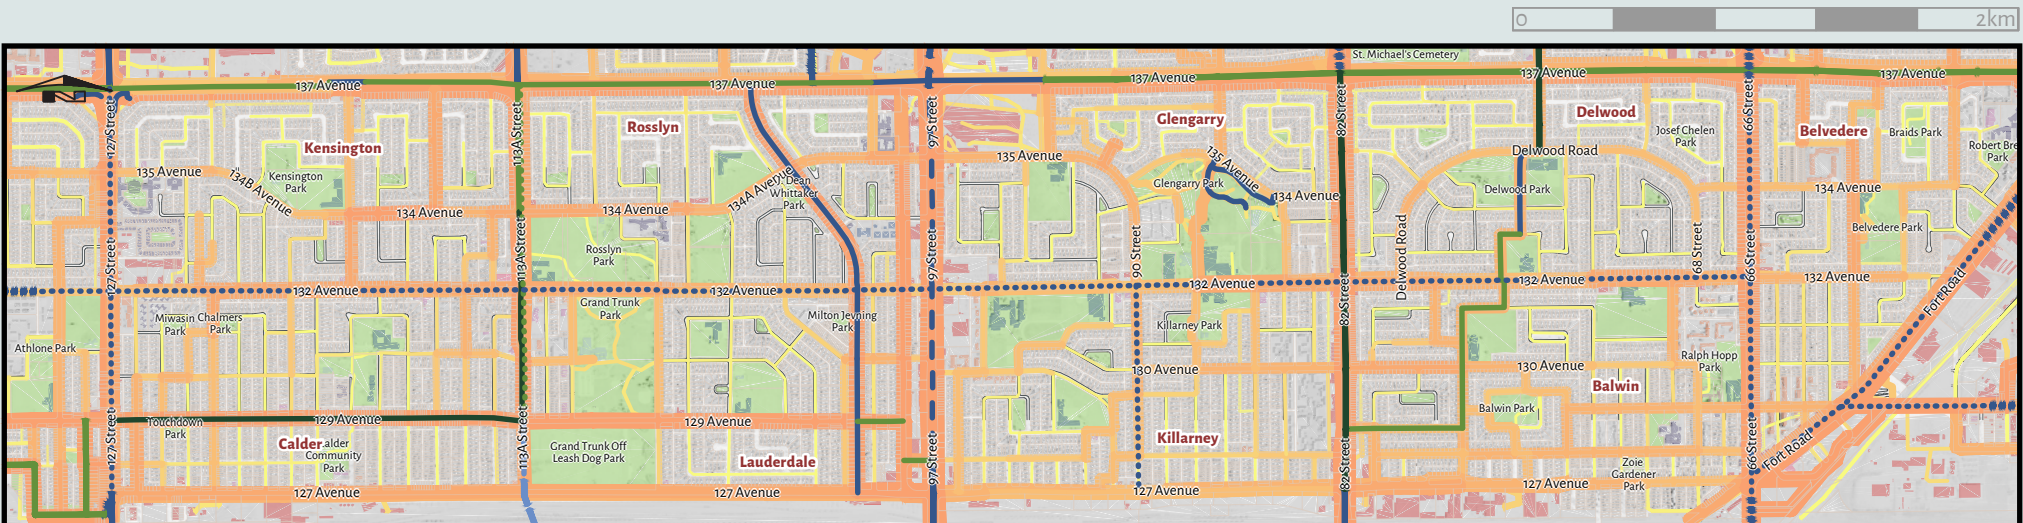 0
2km
St. Michael's Cemetery
137 Avenue
137 Avenue
137 Avenue
137 Avenue
137 Avenue
127 Street
113A Street
97 Street
82 Street
66 Street
Kensington
Rosslyn
Glengarry
Delwood
Belvedere
Josef Chelen
Park
Braids Park
Robert Bre
Park
135 Avenue
134B Avenue
Kensington
Park
134 Avenue
134 Avenue
134A Avenue
Dean
Whittaker
Park
135 Avenue
135 Avenue
Glengarry Park
134 Avenue
Delwood Road
Delwood Park
134 Avenue
Belvedere Park
127 Street
113A Street
Rosslyn
Park
97 Street
90 Street
Delwood Road
68 Street
66 Street
132 Avenue
132 Avenue
132 Avenue
132 Avenue
132 Avenue
Fort Road
82 Street
Miwasin
Park
Chalmers
Park
Grand Trunk
Park
Milton Jevning
Park
Killarney Park
Athlone Park
130 Avenue
130 Avenue
Ralph Hopp
Park
Balwin
Balwin Park
127 Street
Touchdown
Park
129 Avenue
129 Avenue
113A Street
Calder
alder
Community
Park
Grand Trunk Off
Leash Dog Park
Lauderdale
97 Street
Killarney
82 Street
66 Street
Fort Road
Zoie
Gardener
Park
127 Avenue
127 Avenue
127 Avenue
127 Avenue